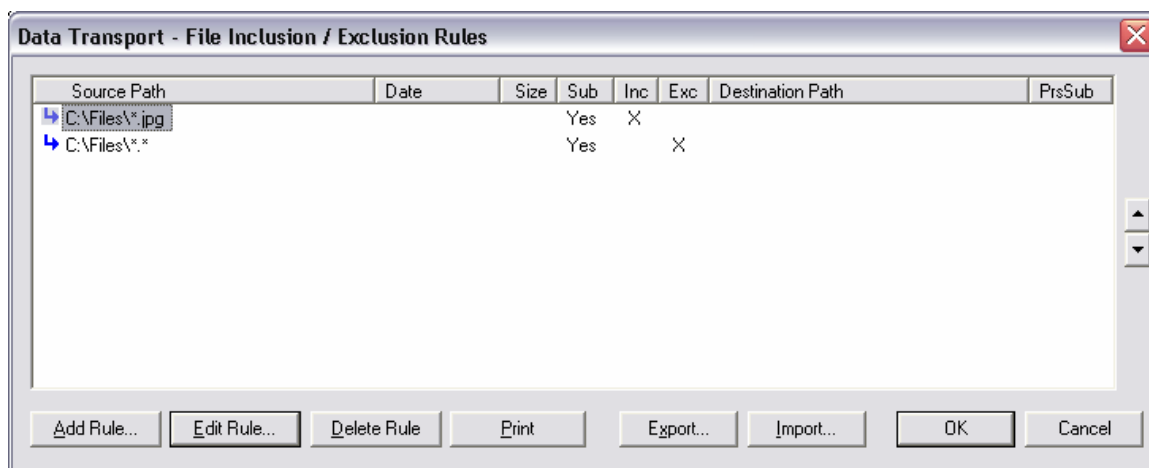 Data Transport - File Inclusion / Exclusion Rules
Source Path Date Size Sub Inc Exc Destination Path PrsSub
C:\Files\*.jpg Yes X
C:\Files\*.* Yes X
Add Rule... Edit Rule... Delete Rule Print Export... Import... OK Cancel